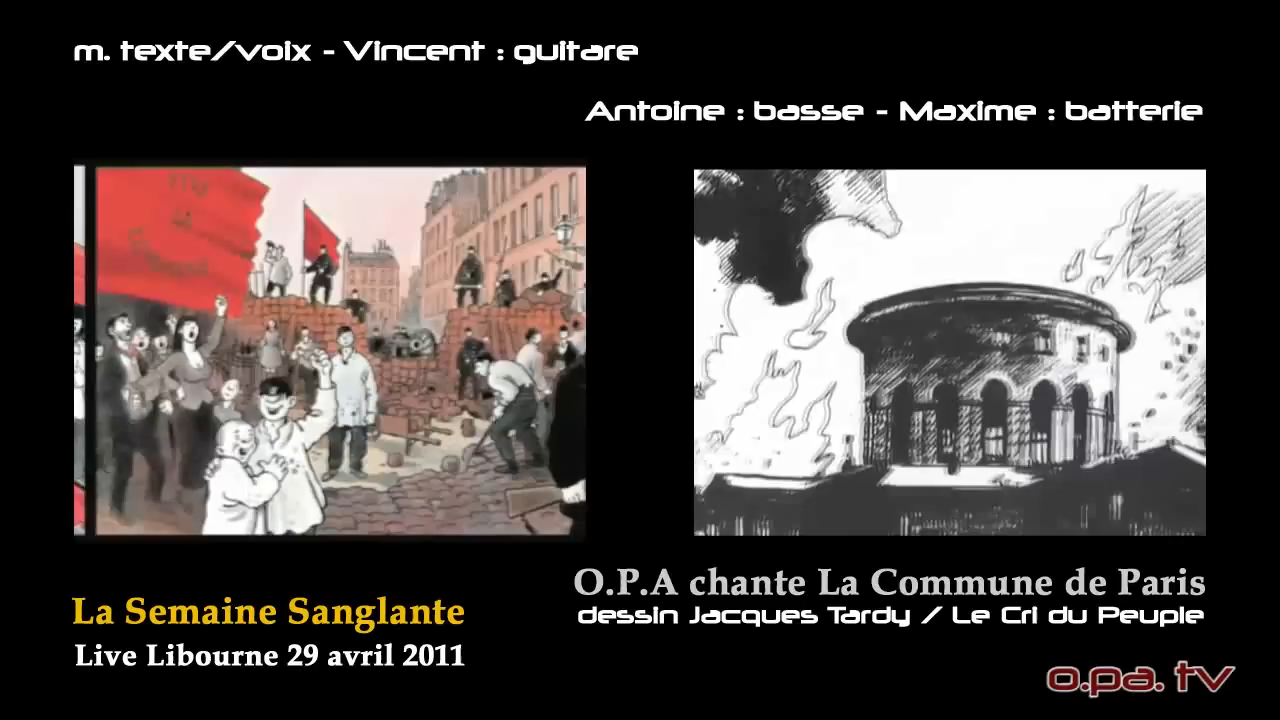 m. texte/voix - Vincent : guitare
Antoine : basse - Maxime : batterie
O.P.A chante La Commune de Paris
dessin Jacques Tardy / Le Cri du Peuple
La Semaine Sanglante
Live Libourne 29 avril 2011
o.pa. tv